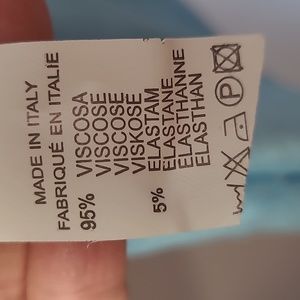 MADE IN ITALY
FABRIQUÉ EN ITALIE
95% VISCOSA
VISCOSE
VISCOSE
VISKOSE
5% ELASTAM
ELASTANE
ELASTHANNE
ELASTHAN
P